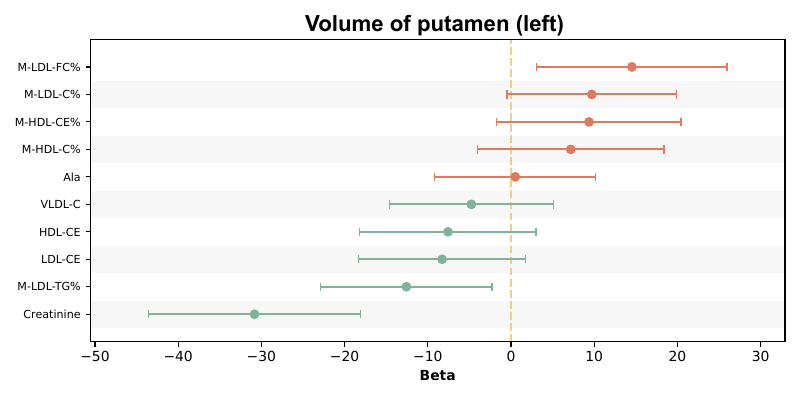 Volume of putamen (left)
M-LDL-FC%
M-LDL-C%
M-HDL-CE%
M-HDL-C%
Ala
VLDL-C
HDL-CE
LDL-CE
M-LDL-TG%
Creatinine
−50 −40 −30 −20 −10 0 10 20 30
Beta